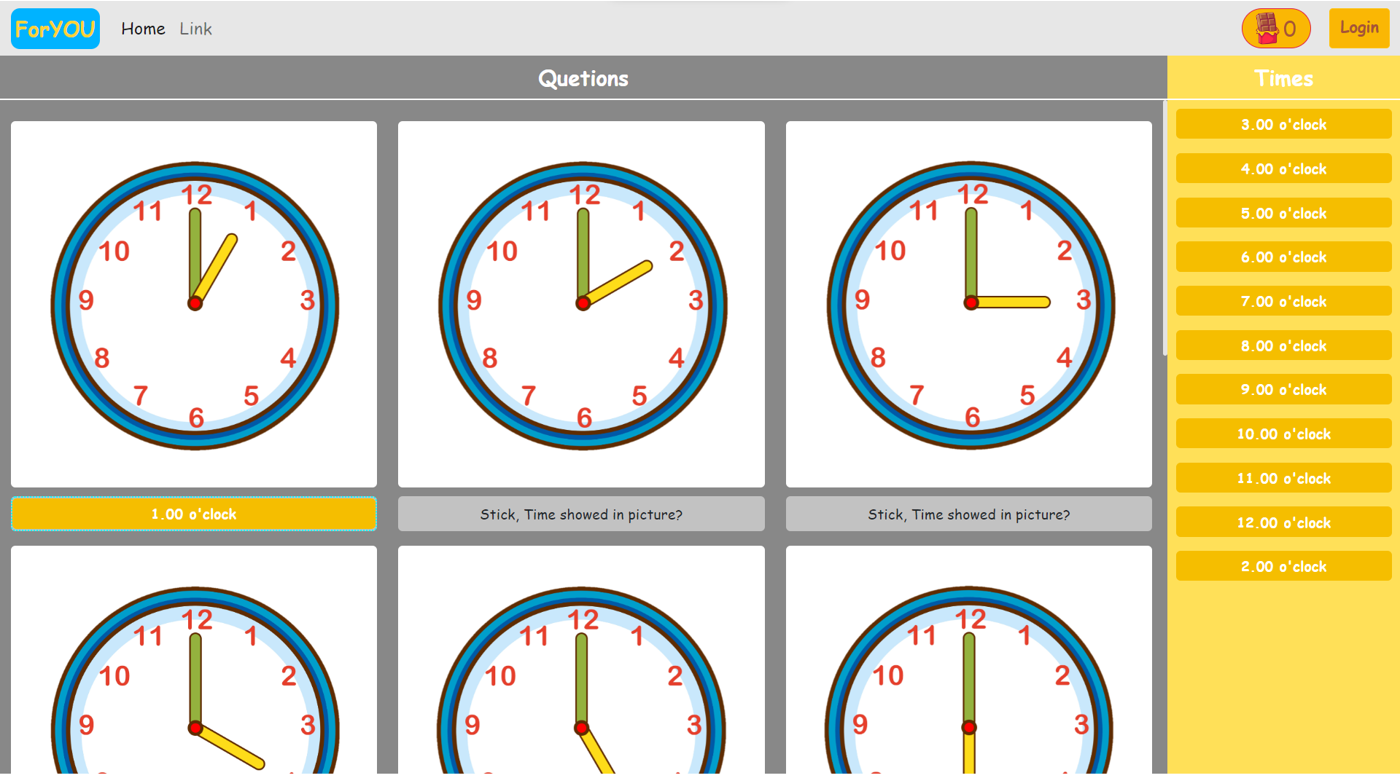 ForYOU Home Link 0 Login
Quetions
Times
12
11 1
10 2
9 3
8 4
7 5
6
1.00 o'clock
12
11 1
10 2
9 3
8 4
7 5
6
Stick, Time showed in picture?
12
11 1
10 2
9 3
8 4
7 5
6
Stick, Time showed in picture?
12
11 1
10 2
9 3
12
11 1
10 2
9 3
12
11 1
10 2
9 3
3.00 o'clock
4.00 o'clock
5.00 o'clock
6.00 o'clock
7.00 o'clock
8.00 o'clock
9.00 o'clock
10.00 o'clock
11.00 o'clock
12.00 o'clock
2.00 o'clock